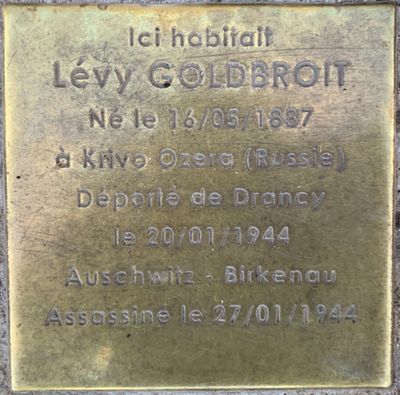 Ici habitait
Lévy GOLDBROIT
Né le 16/05/1887
à Krive Ozera (Russie)
Déporté de Drancy
le 20/01/1944
Auschwitz - Birkenau
Assassiné le 27/01/1944